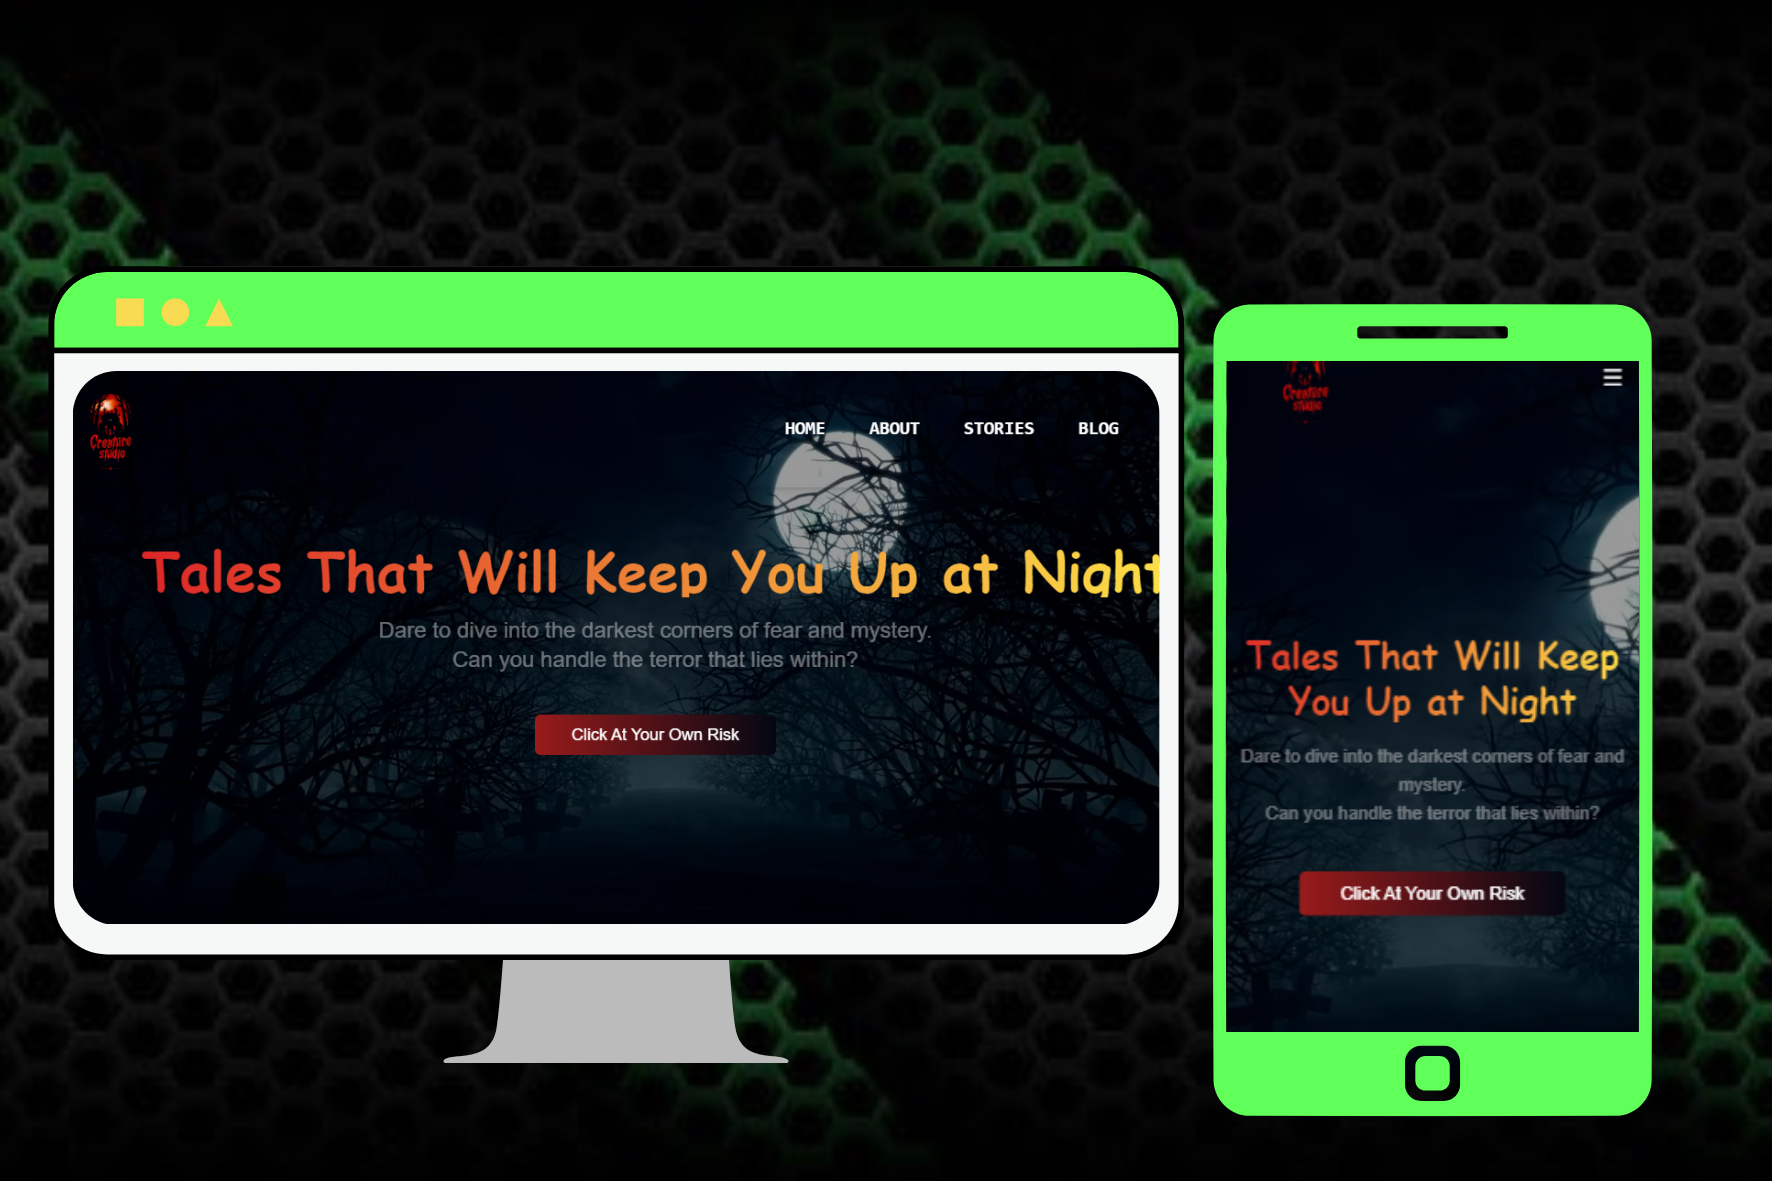 Creature
STUDIO
HOME ABOUT STORIES BLOG
Tales That Will Keep You Up at Night
Dare to dive into the darkest corners of fear and mystery.
Can you handle the terror that lies within?
Click At Your Own Risk
Creature
STUDIO
Tales That Will Keep
You Up at Night
Dare to dive into the darkest corners of fear and
mystery.
Can you handle the terror that lies within?
Click At Your Own Risk